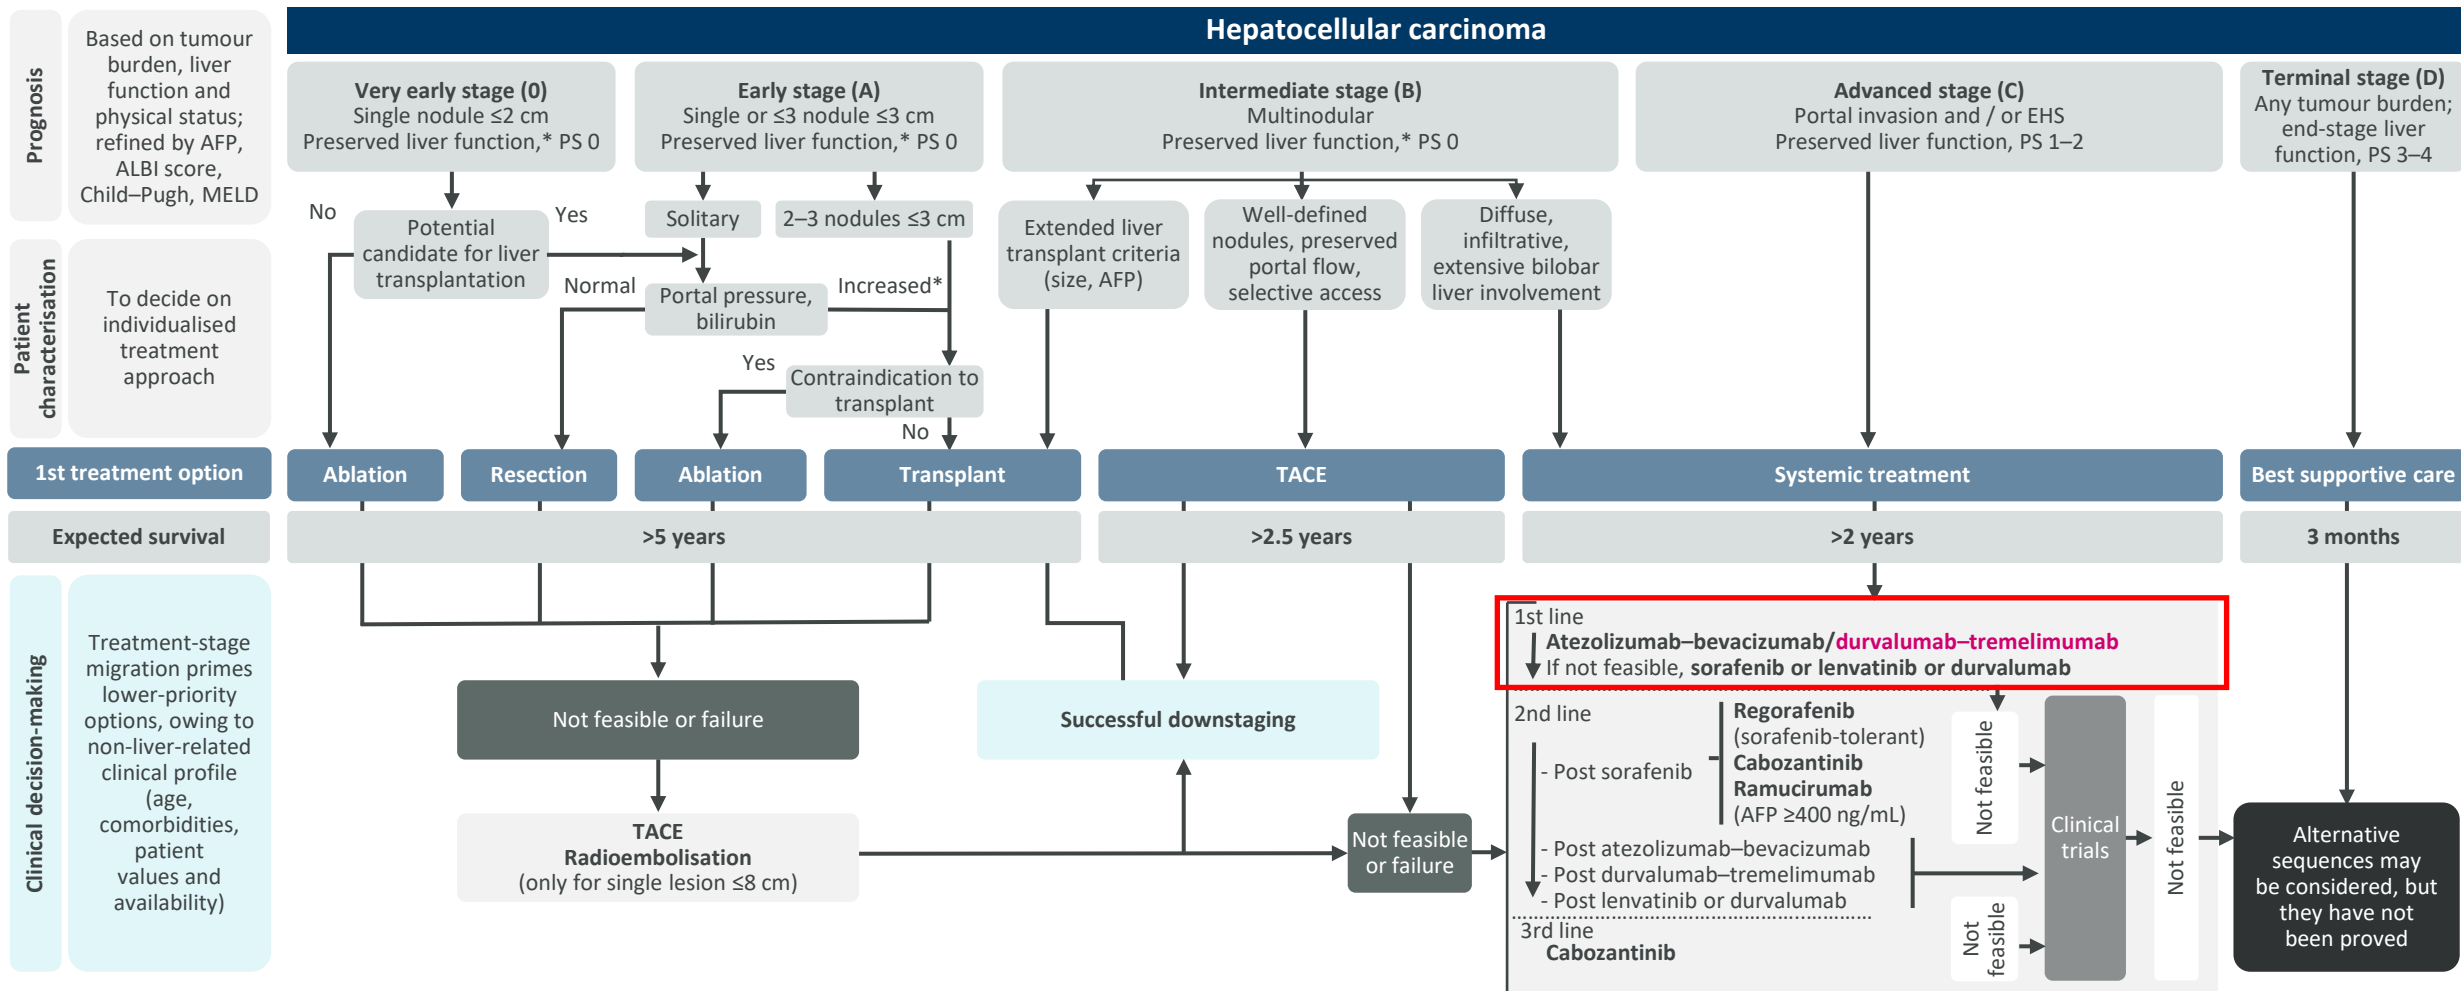 Hepatocellular carcinoma
Prognosis
Based on tumour
burden, liver
function and
physical status;
refined by AFP,
ALBI score,
Child–Pugh, MELD
Very early stage (0)
Single nodule ≤2 cm
Preserved liver function,* PS 0
Early stage (A)
Single or ≤3 nodule ≤3 cm
Preserved liver function,* PS 0
Intermediate stage (B)
Multinodular
Preserved liver function,* PS 0
Advanced stage (C)
Portal invasion and / or EHS
Preserved liver function, PS 1–2
Terminal stage (D)
Any tumour burden;
end-stage liver
function, PS 3–4
Patient
characterisation
To decide on
individualised
treatment
approach
No
Potential
candidate for liver
transplantation
Yes
Solitary
2–3 nodules ≤3 cm
Normal
Portal pressure,
bilirubin
Increased*
Yes
Contraindication to
transplant
No
Extended liver
transplant criteria
(size, AFP)
Well-defined
nodules, preserved
portal flow,
selective access
Diffuse,
infiltrative,
extensive bilobar
liver involvement
1st treatment option
Ablation
Resection
Ablation
Transplant
TACE
Systemic treatment
Best supportive care
Expected survival
>5 years
>2.5 years
>2 years
3 months
Clinical decision-making
Treatment-stage
migration primes
lower-priority
options, owing to
non-liver-related
clinical profile
(age,
comorbidities,
patient
values and
availability)
Not feasible or failure
TACE
Radioembolisation
(only for single lesion ≤8 cm)
Successful downstaging
Not feasible
or failure
1st line
Atezolizumab–bevacizumab/durvalumab–tremelimumab
If not feasible, sorafenib or lenvatinib or durvalumab
2nd line
- Post sorafenib
Regorafenib
(sorafenib-tolerant)
Cabozantinib
Ramucirumab
(AFP ≥400 ng/mL)
- Post atezolizumab–bevacizumab
- Post durvalumab–tremelimumab
- Post lenvatinib or durvalumab
3rd line
Cabozantinib
Not feasible
Not
feasible
Clinical
trials
Not feasible
Alternative
sequences may
be considered, but
they have not
been proved